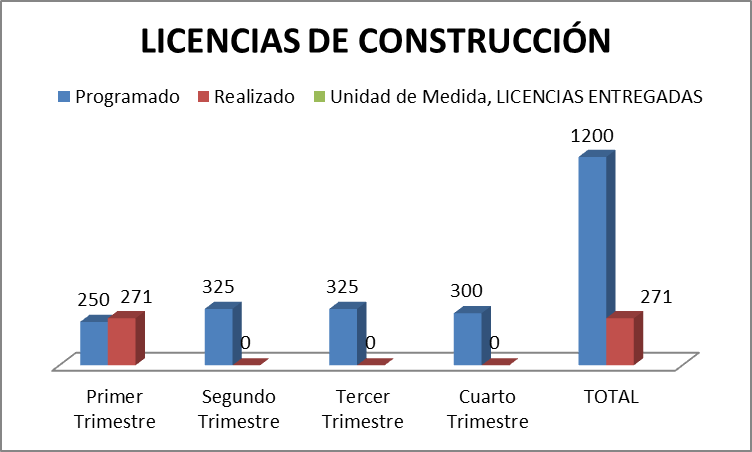 LICENCIAS DE CONSTRUCCIÓN
Programado Realizado Unidad de Medida, LICENCIAS ENTREGADAS
1200
250 271 325 0 325 0 300 0 271
Primer Trimestre
Segundo Trimestre
Tercer Trimestre
Cuarto Trimestre
TOTAL